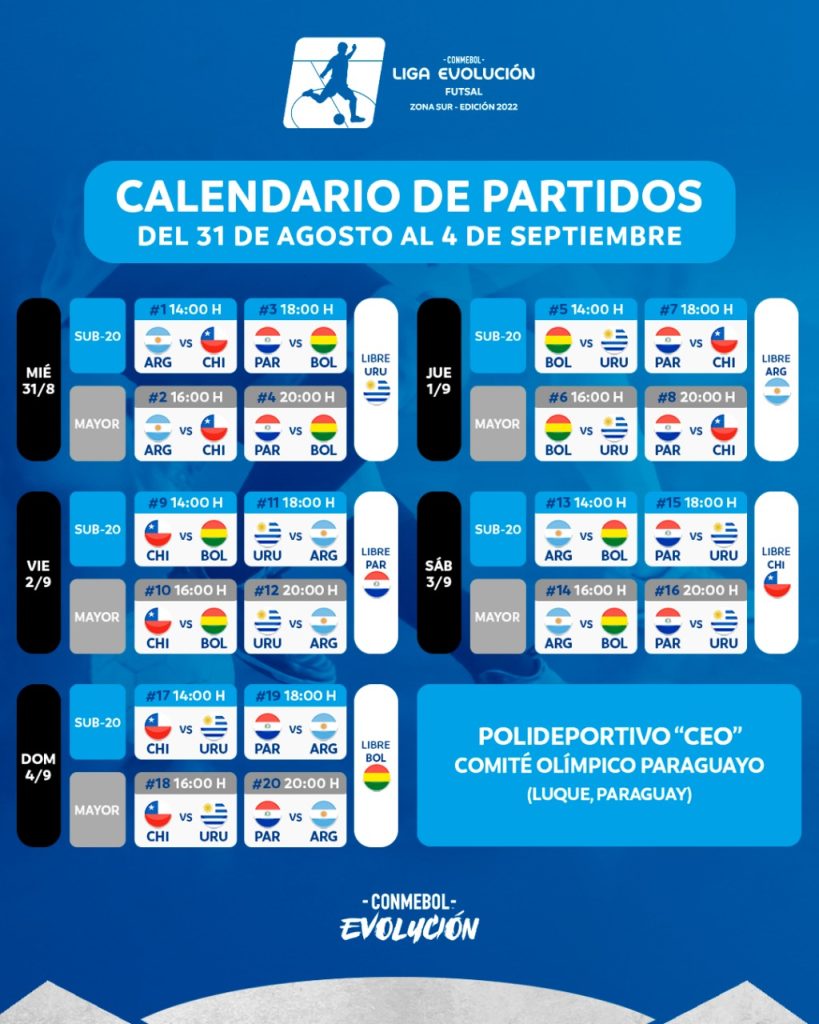 - CONMEBOL -
LIGA EVOLUCIÓN
FUTSAL
ZONA SUR - EDICIÓN 2022
CALENDARIO DE PARTIDOS
DEL 31 DE AGOSTO AL 4 DE SEPTIEMBRE
MIÉ
31/8
SUB-20
#1 14:00 H
ARG VS CHI
#3 18:00 H
PAR VS BOL
MAYOR
#2 16:00 H
ARG VS CHI
#4 20:00 H
PAR VS BOL
LIBRE
URU
JUE
1/9
SUB-20
#5 14:00 H
BOL VS URU
#7 18:00 H
PAR VS CHI
MAYOR
#6 16:00 H
BOL VS URU
#8 20:00 H
PAR VS CHI
LIBRE
ARG
VIE
2/9
SUB-20
#9 14:00 H
CHI VS BOL
#11 18:00 H
URU VS ARG
MAYOR
#10 16:00 H
CHI VS BOL
#12 20:00 H
URU VS ARG
LIBRE
PAR
SÁB
3/9
SUB-20
#13 14:00 H
ARG VS BOL
#15 18:00 H
PAR VS URU
MAYOR
#14 16:00 H
ARG VS BOL
#16 20:00 H
PAR VS URU
LIBRE
CHI
DOM
4/9
SUB-20
#17 14:00 H
CHI VS URU
#19 18:00 H
PAR VS ARG
MAYOR
#18 16:00 H
CHI VS URU
#20 20:00 H
PAR VS ARG
LIBRE
BOL
POLIDEPORTIVO “CEO”
COMITÉ OLÍMPICO PARAGUAYO
(LUQUE, PARAGUAY)
- CONMEBOL -
EVOLUCIÓN